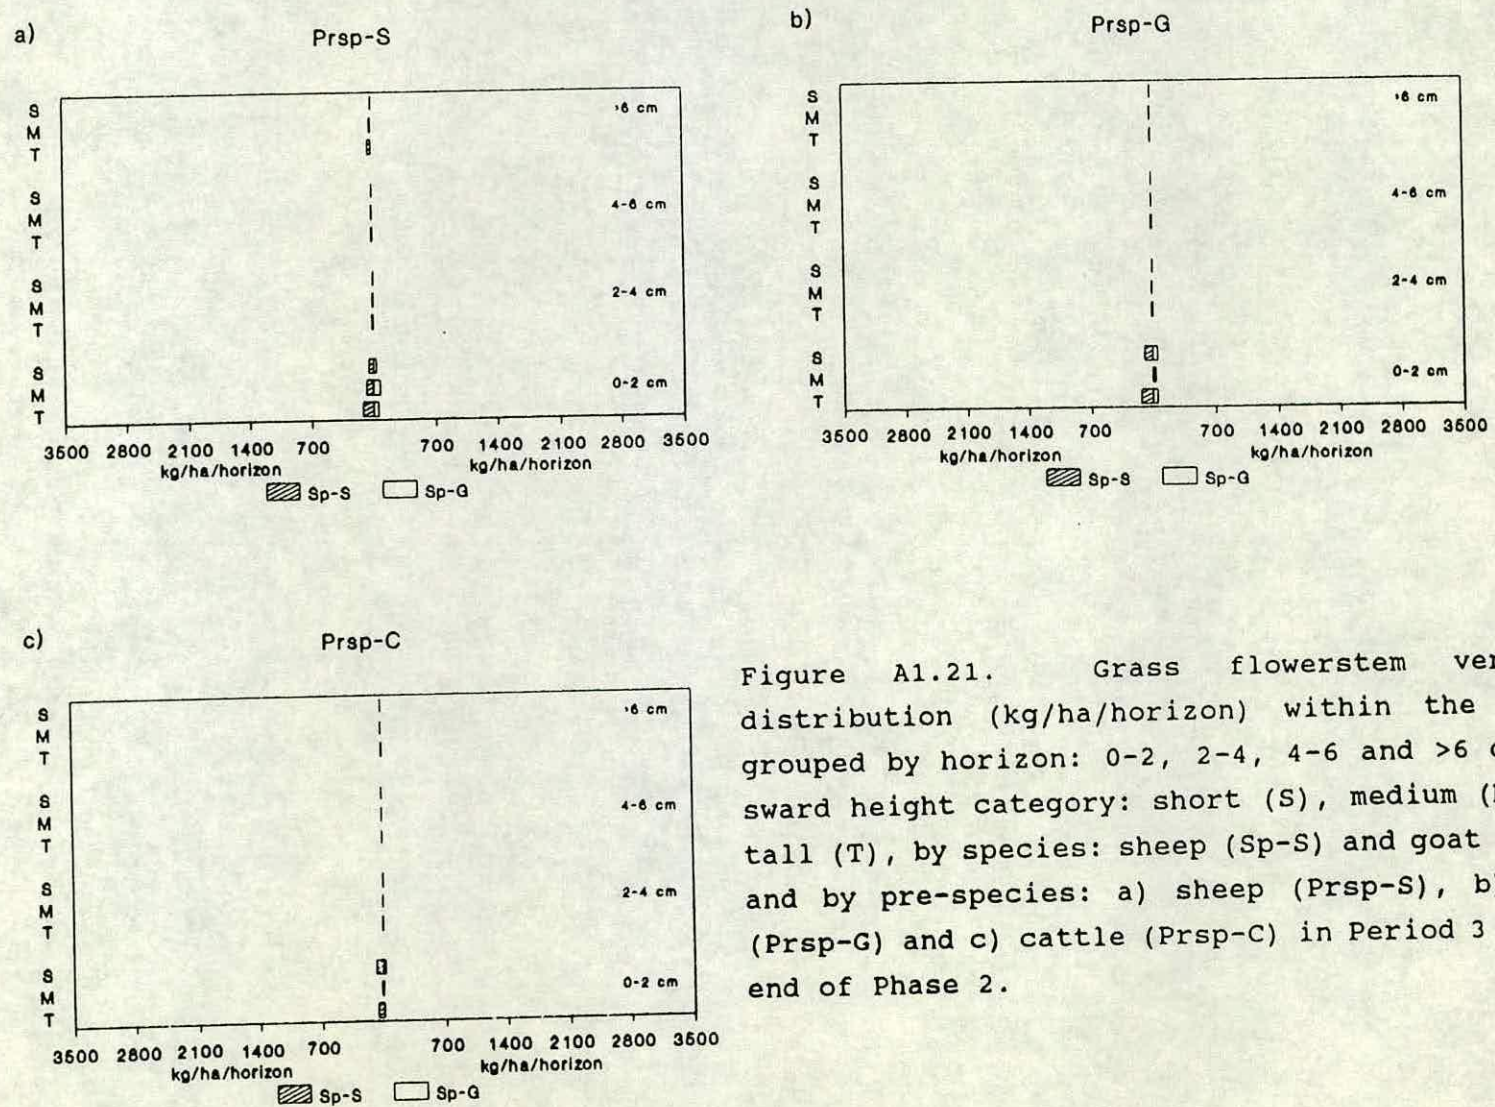 a) Prsp-S
S
M
T
›6 cm
S
M
T
4-6 cm
S
M
T
2-4 cm
S
M
T
0-2 cm
3500 2800 2100 1400 700 700 1400 2100 2800 3500
kg/ha/horizon kg/ha/horizon
Sp-S Sp-G
b) Prsp-G
S
M
T
›6 cm
S
M
T
4-6 cm
S
M
T
2-4 cm
S
M
T
0-2 cm
3500 2800 2100 1400 700 700 1400 2100 2800 3500
kg/ha/horizon kg/ha/horizon
Sp-S Sp-G
c) Prsp-C
S
M
T
›6 cm
S
M
T
4-6 cm
S
M
T
2-4 cm
S
M
T
0-2 cm
3500 2800 2100 1400 700 700 1400 2100 2800 3500
kg/ha/horizon kg/ha/horizon
Sp-S Sp-G
Figure A1.21. Grass flowerstem ver
distribution (kg/ha/horizon) within the
grouped by horizon: 0-2, 2-4, 4-6 and >6
sward height category: short (S), medium
tall (T), by species: sheep (Sp-S) and goat
and by pre-species: a) sheep (Prsp-S), b)
(Prsp-G) and c) cattle (Prsp-C) in Period 3
end of Phase 2.